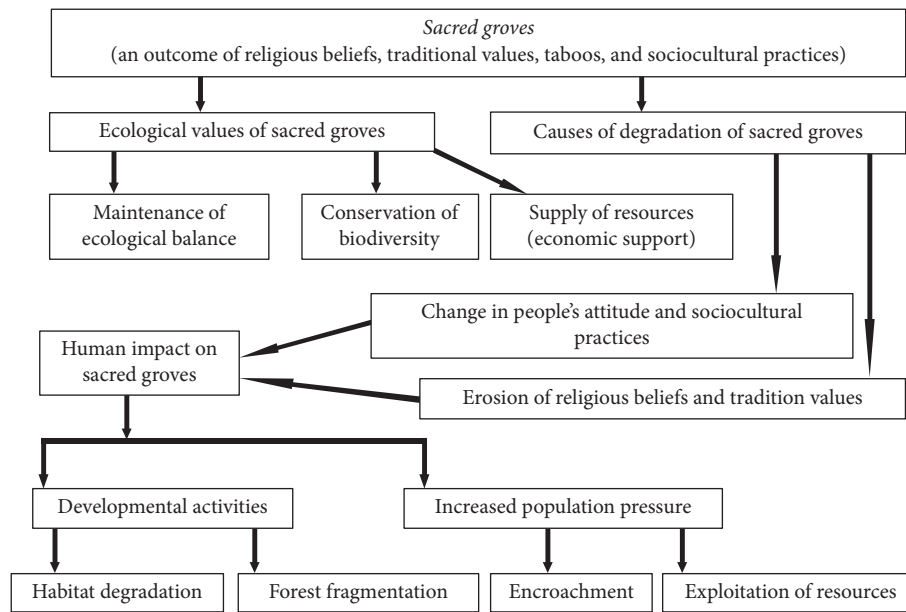 Sacred groves
(an outcome of religious beliefs, traditional values, taboos, and sociocultural practices)
Ecological values of sacred groves
Causes of degradation of sacred groves
Maintenance of
ecological balance
Conservation of
biodiversity
Supply of resources
(economic support)
Change in people's attitude and sociocultural
practices
Human impact on
sacred groves
Erosion of religious beliefs and tradition values
Developmental activities
Increased population pressure
Habitat degradation
Forest fragmentation
Encroachment
Exploitation of resources